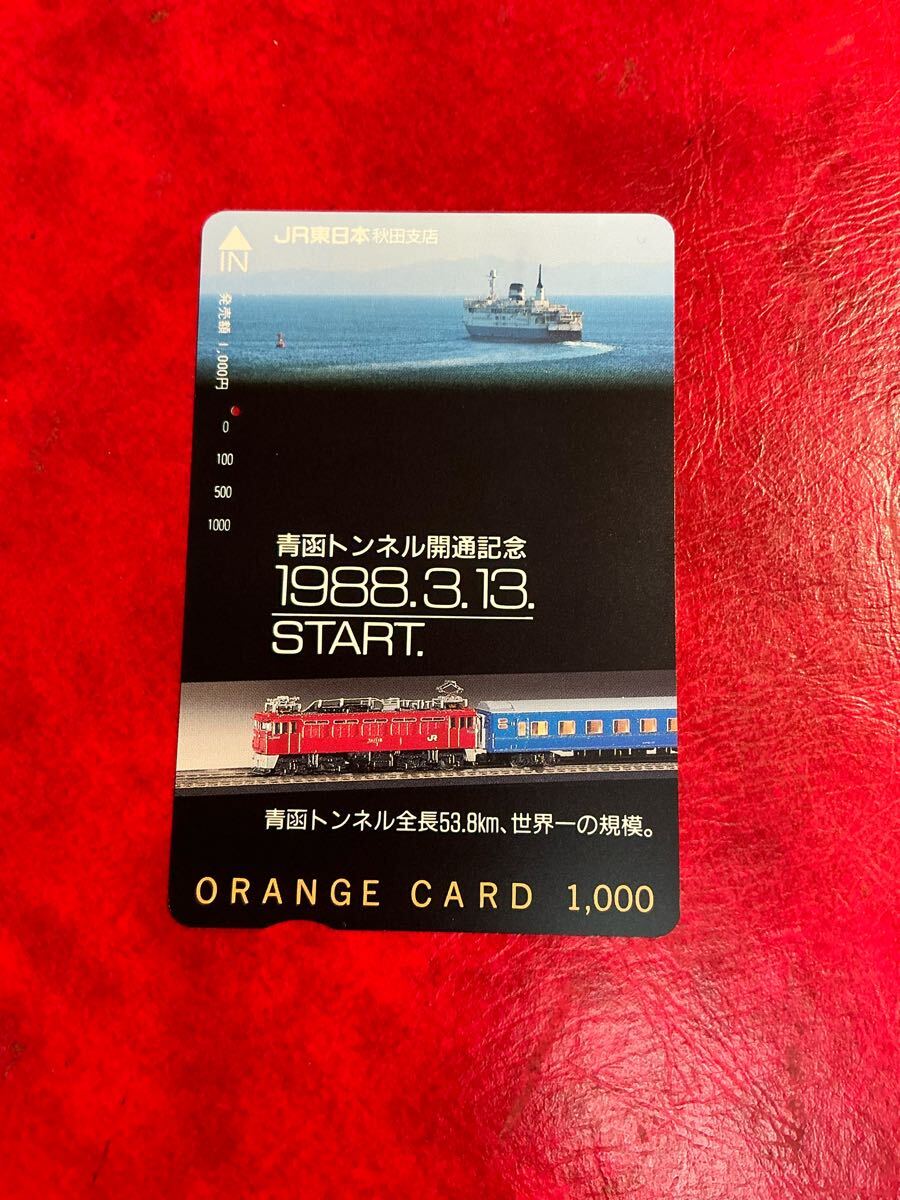 JR東日本秋田支店
IN
発売額 1,000円
0
100
500
1000
青函トンネル開通記念
1988.3.13.
START.
JR
青函トンネル全長53.8km、世界一の規模。
ORANGE CARD 1,000